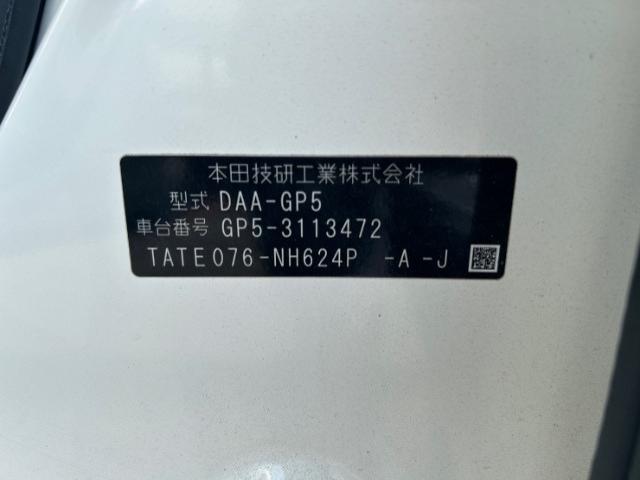 本田技研工業株式会社
型式 DAA-GP5
車台番号 GP5-3113472
TATE076-NH624P -A -J